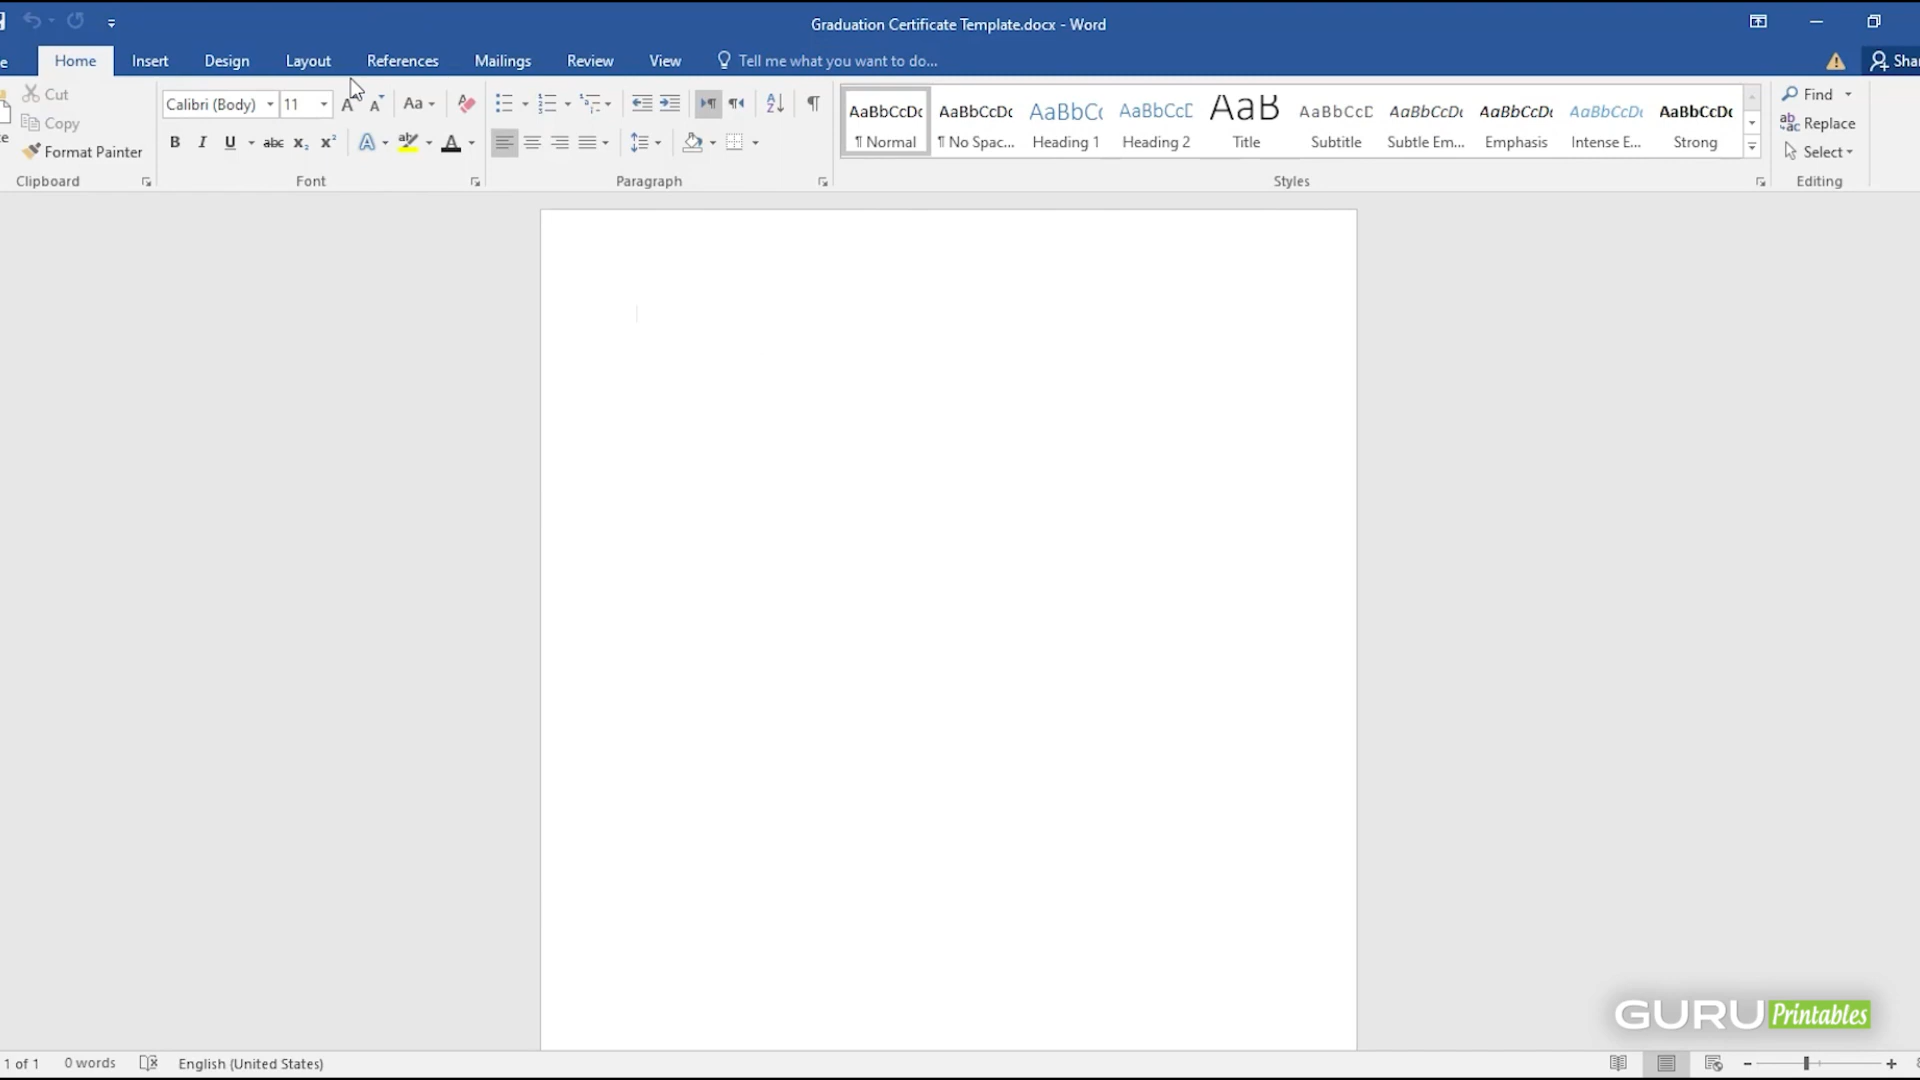 Graduation Certificate Template.docx - Word
Home Insert Design Layout References Mailings Review View Tell me what you want to do...
Cut
Copy
Format Painter
Clipboard
Calibri (Body) 11
Font
Paragraph
AaBbCcDc AaBbCcDc AaBbCc AaBbCcD AaB AaBbCcD AaBbCcDc AaBbCcDc AaBbCcDc AaBbCcDc
¶ Normal ¶ No Spac... Heading 1 Heading 2 Title Subtitle Subtle Em... Emphasis Intense E... Strong
Styles
Find
Replace
Select
Editing
GURU Printables
1 of 1 0 words English (United States)